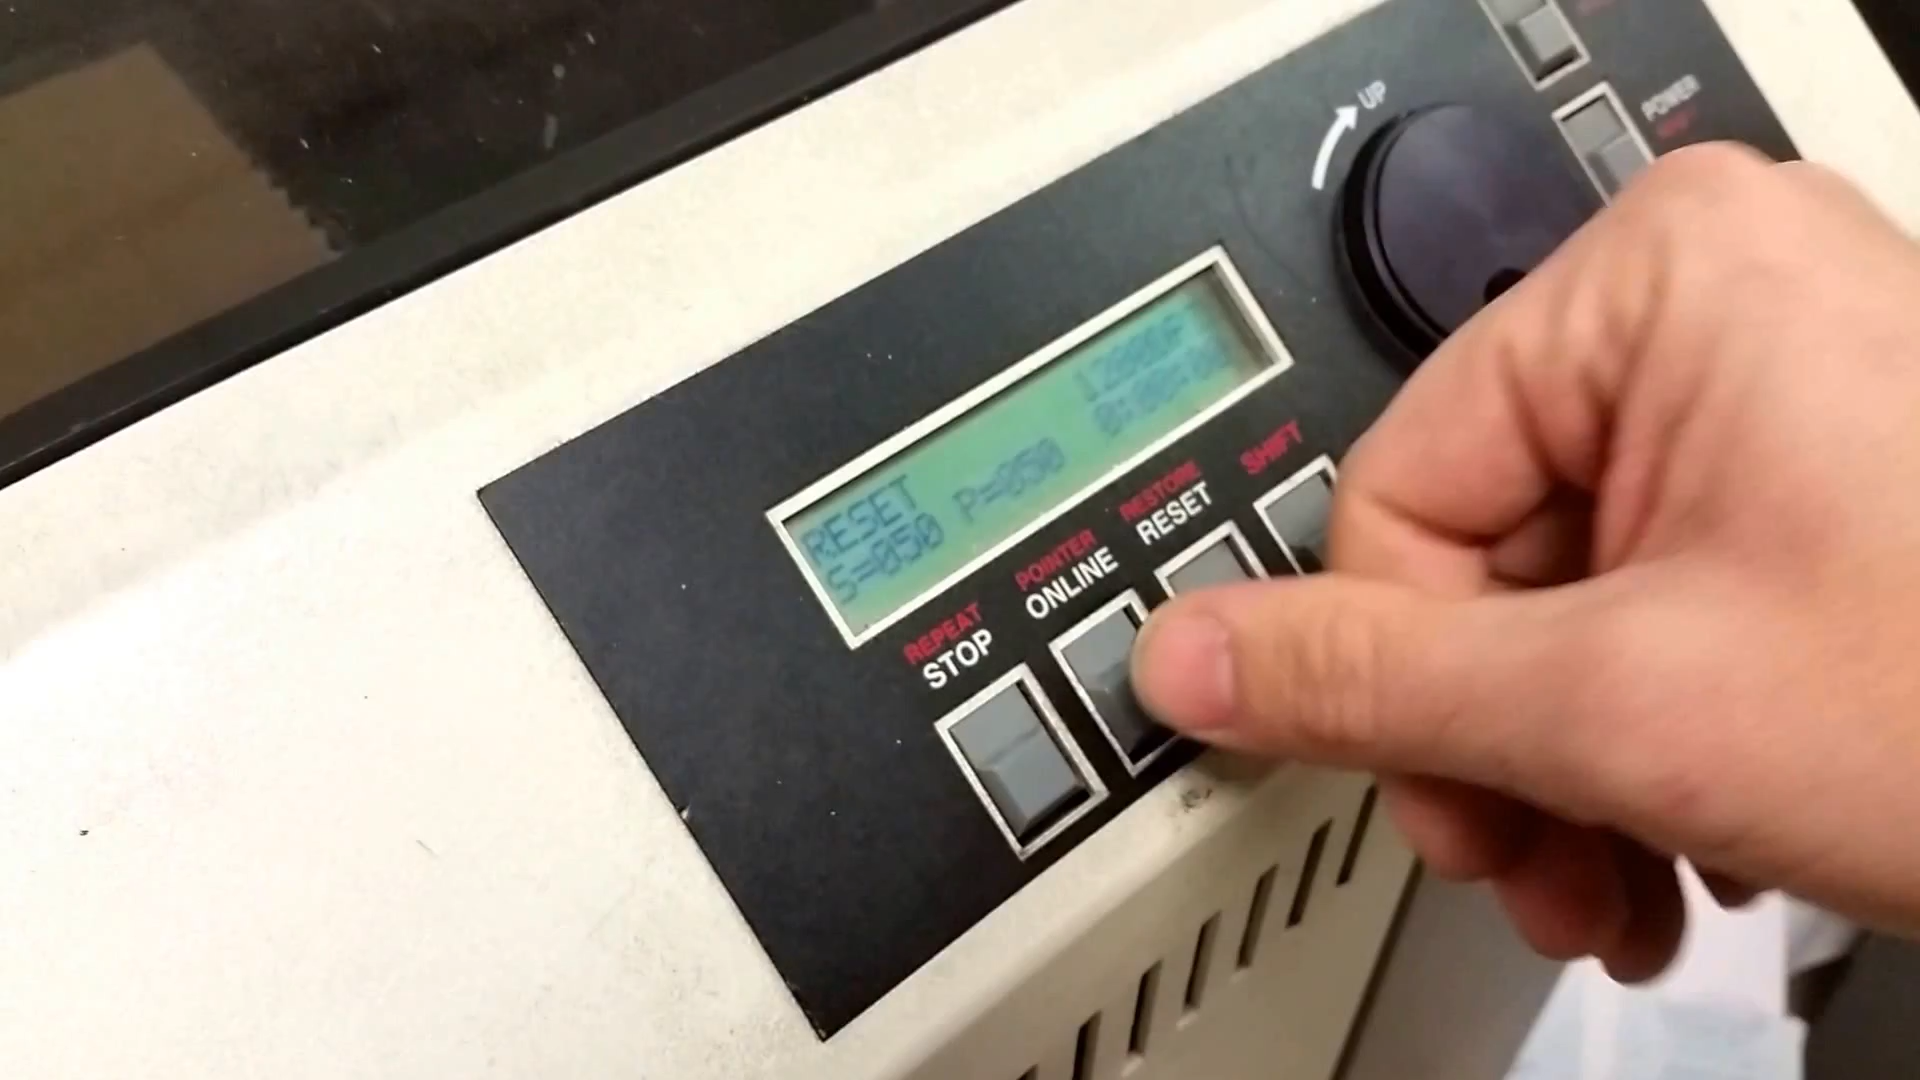 UP
POWER
RESET
S=050 P=050
REPEAT
STOP
POINTER
ONLINE
RESTORE
RESET
SHIFT